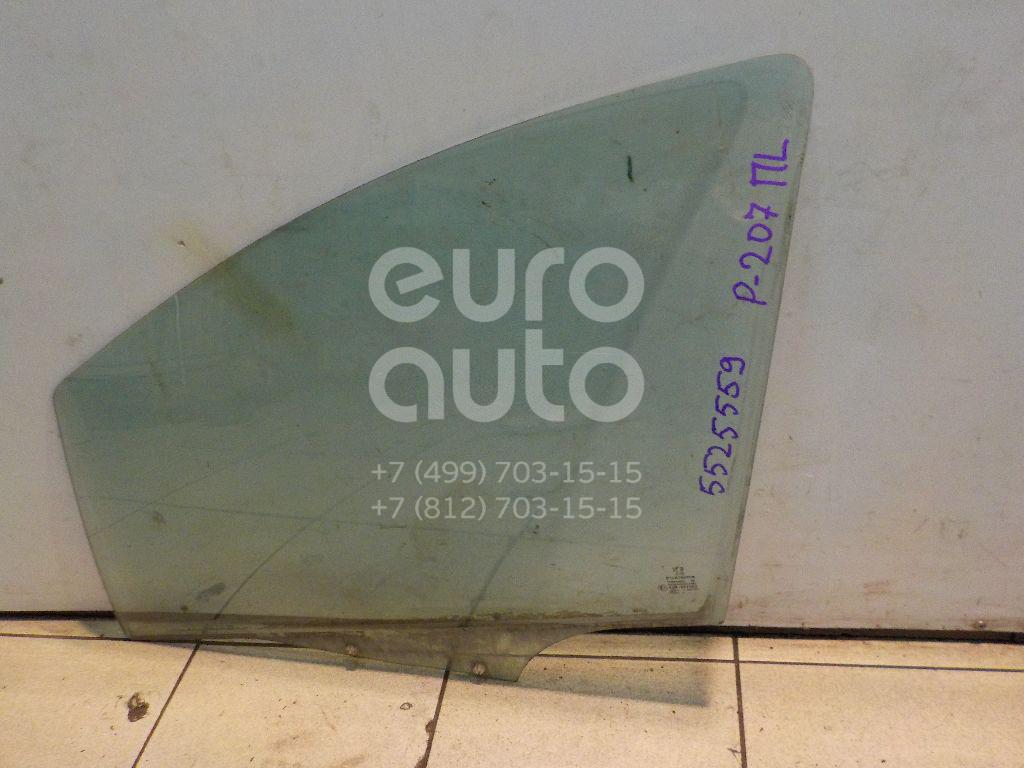 euro
auto
+7 (499) 703-15-15
+7 (812) 703-15-15
5525559 P-207 ПL